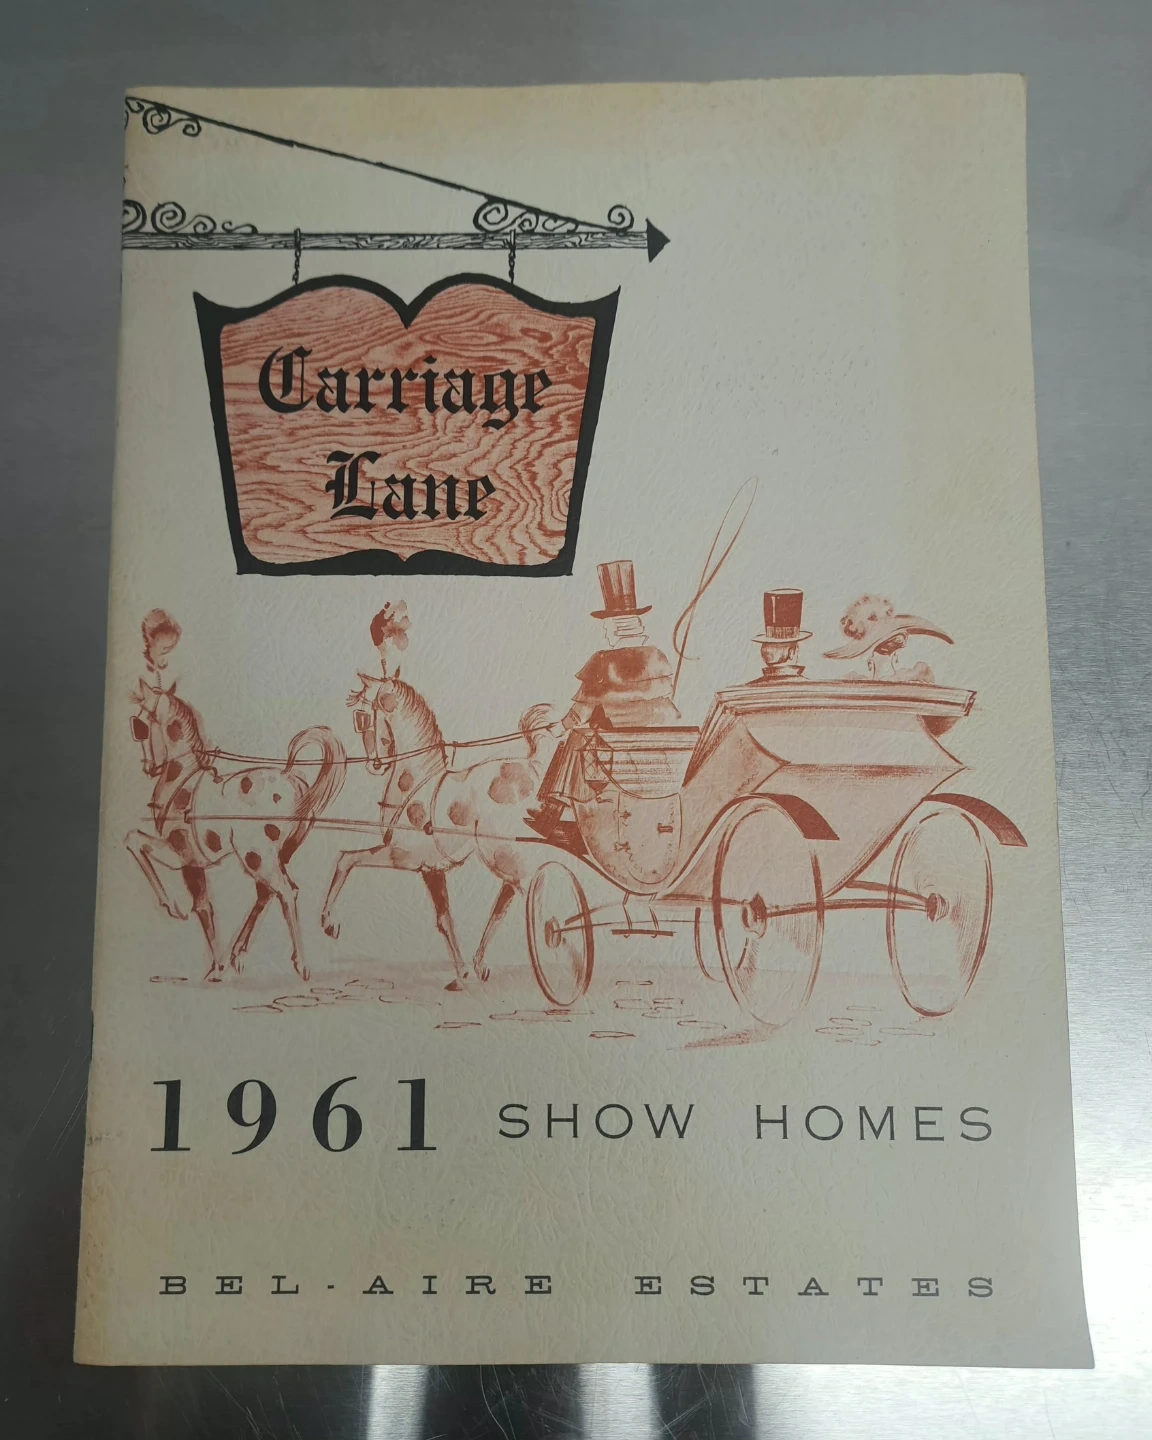 Carriage
Lane
1961 SHOW HOMES
BEL-AIRE ESTATES